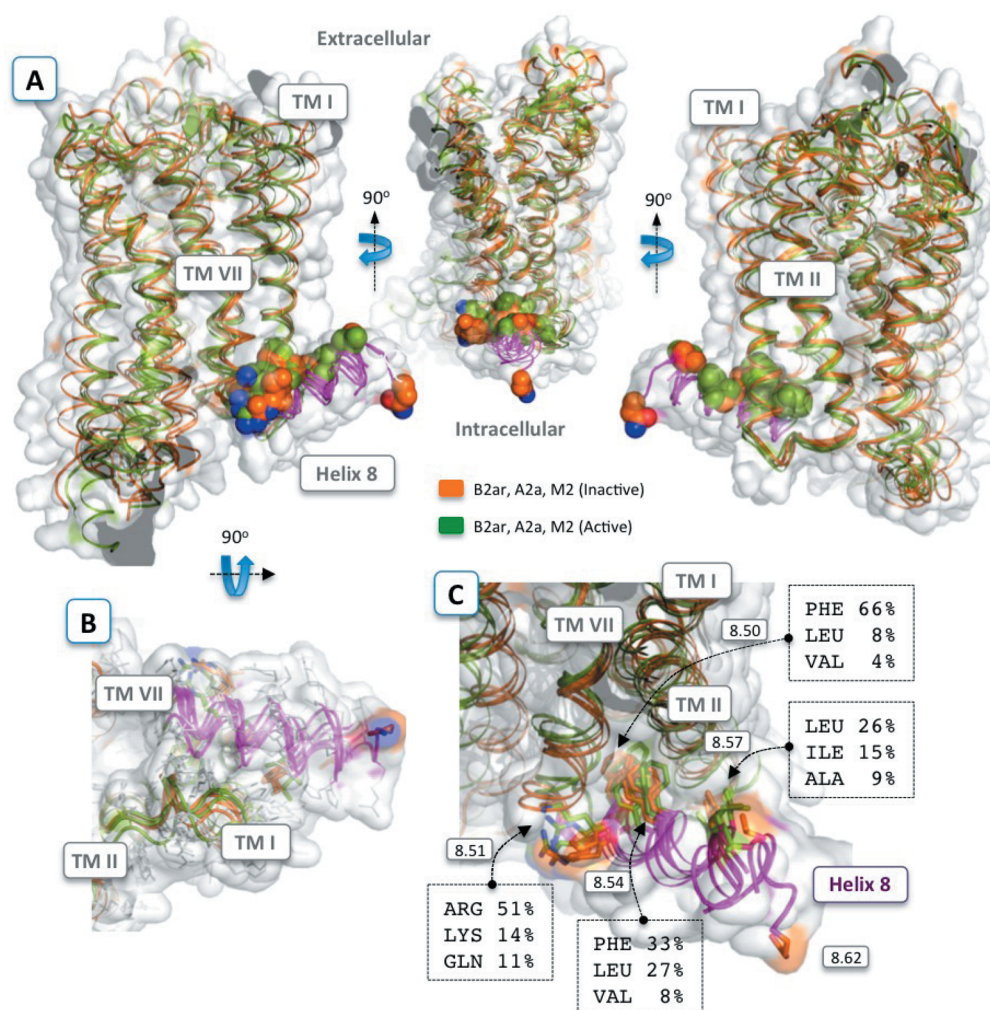 Extracellular
A
TM I
TM I
90°
90°
TM VII
TM II
Intracellular
Helix 8
B2ar, A2a, M2 (Inactive)
B2ar, A2a, M2 (Active)
90°
B
TM VII
TM II
TM I
C
TM I
TM VII
8.50
PHE 66%
LEU 8%
VAL 4%
TM II
8.57
LEU 26%
ILE 15%
ALA 9%
8.51
8.54
Helix 8
ARG 51%
LYS 14%
GLN 11%
PHE 33%
LEU 27%
VAL 8%
8.62